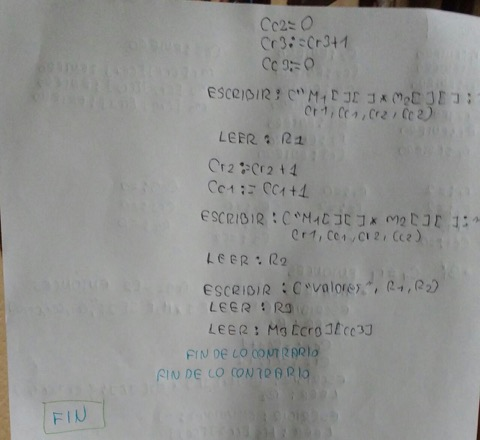 Cc2:=0
Cr3:=Cr3+1
Cc3:=0
ESCRIBIR: ("M1[ ][ ] * M2[ ][ ]:
Cr1, Cc1, Cr2, Cc2)
LEER: R1
Cr2:=Cr2+1
Cc1:=Cc1+1
ESCRIBIR: ("M1[ ][ ] * M2[ ][ ]:"
Cr1, Cc1, Cr2, Cc2)
LEER: R2
ESCRIBIR: ("valores", R1, R2)
LEER: R3
LEER: M3[Cr3][Cc3]
FIN DE LO CONTRARIO
FIN DE LO CONTRARIO
FIN